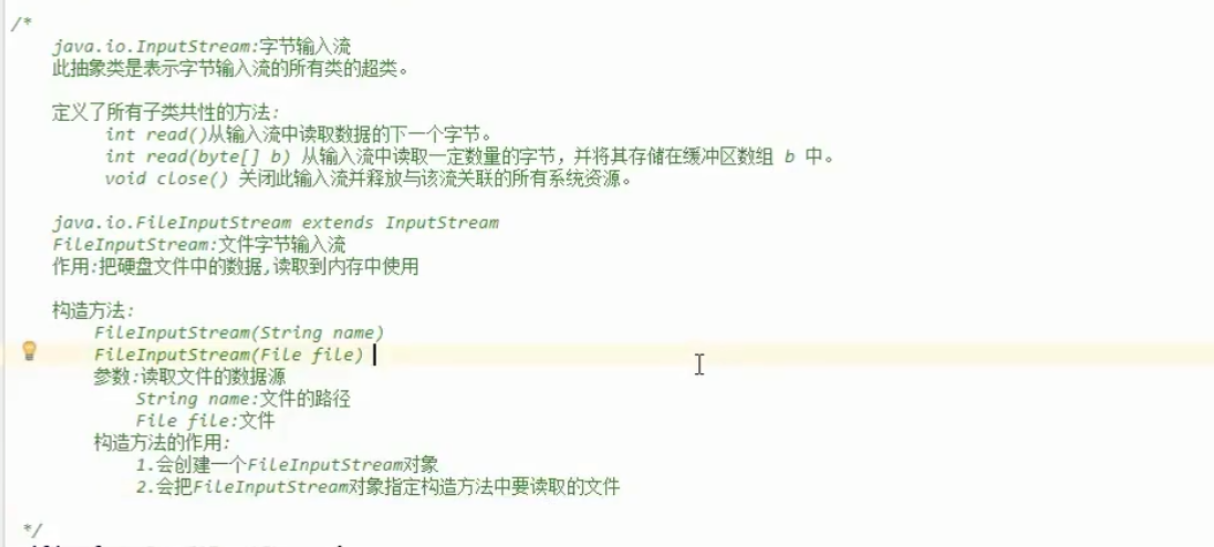 /*
java.io.InputStream:字节输入流
此抽象类是表示字节输入流的所有类的超类。
定义了所有子类共性的方法:
int read()从输入流中读取数据的下一个字节。
int read(byte[] b) 从输入流中读取一定数量的字节，并将其存储在缓冲区数组 b 中。
void close() 关闭此输入流并释放与该流关联的所有系统资源。
java.io.FileInputStream extends InputStream
FileInputStream:文件字节输入流
作用:把硬盘文件中的数据,读取到内存中使用
构造方法:
FileInputStream(String name)
FileInputStream(File file)
参数:读取文件的数据源
String name:文件的路径
File file:文件
构造方法的作用:
1.会创建一个FileInputStream对象
2.会把FileInputStream对象指定构造方法中要读取的文件
*/